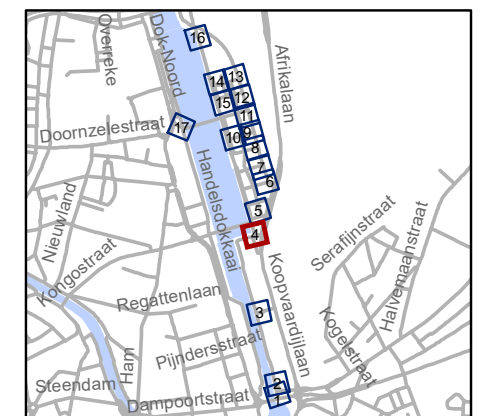 Overreke
Dok-Noord
16
Afrikalaan
14
13
15
12
11
Doornzelestraat
17
10
9
8
7
6
Handelsdokkaai
Nieuwland
5
4
Serafijnstraat
Halvemaanstraat
Kongostraat
Koopvaardijlaan
Regattenlaan
3
Kogelstraat
Pijndersstraat
Ham
Steendam
2
Dampoortstraat
1